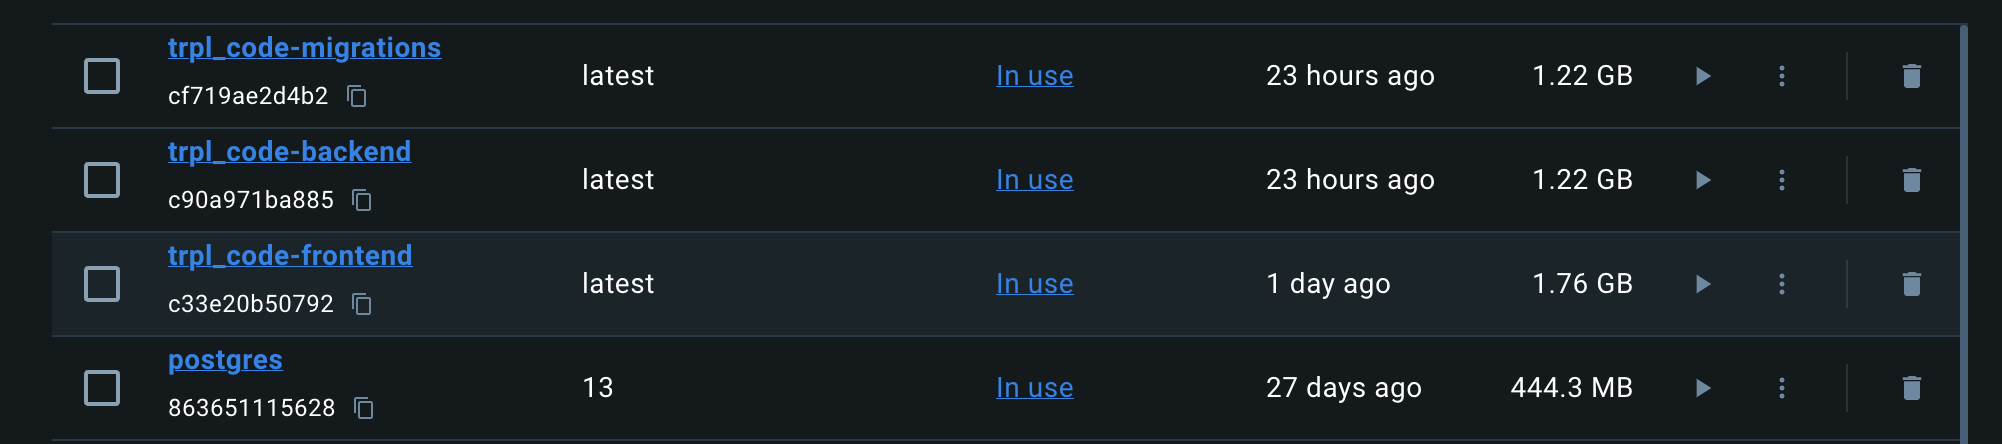 trpl_code-migrations
cf719ae2d4b2
latest
In use
23 hours ago
1.22 GB
trpl_code-backend
c90a971ba885
latest
In use
23 hours ago
1.22 GB
trpl_code-frontend
c33e20b50792
latest
In use
1 day ago
1.76 GB
postgres
863651115628
13
In use
27 days ago
444.3 MB